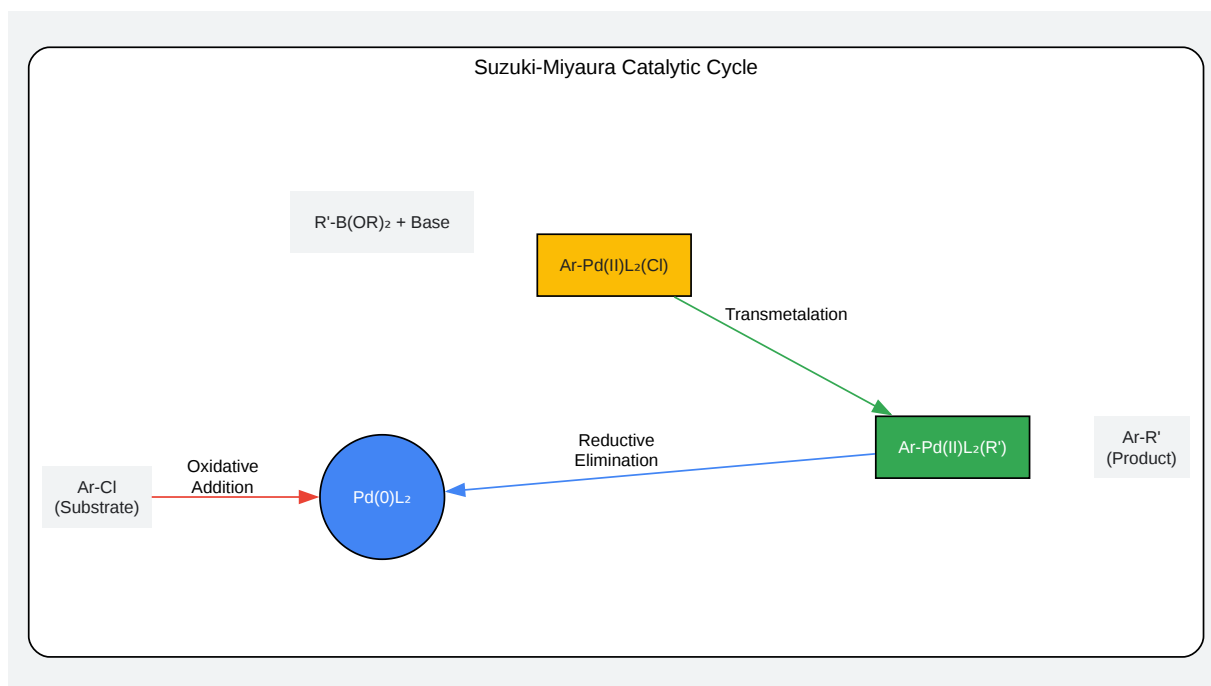 Suzuki-Miyaura Catalytic Cycle
R'-B(OR)₂ + Base
Ar-Pd(II)L₂(Cl)
Transmetalation
Oxidative
Addition
Ar-Cl
(Substrate)
Pd(0)L₂
Reductive
Elimination
Ar-Pd(II)L₂(R')
Ar-R'
(Product)